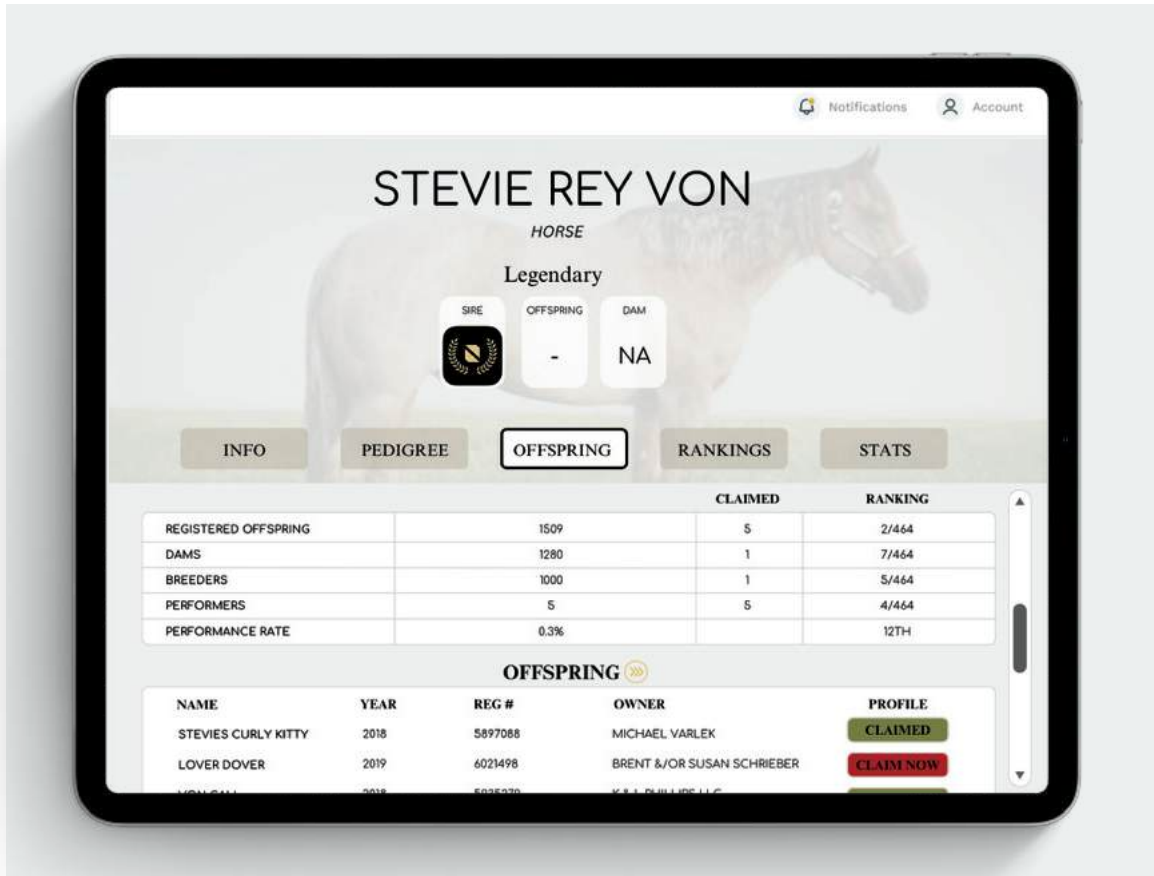 Notifications Account
STEVIE REY VON
HORSE
Legendary
SIRE OFFSPRING DAM
- NA
INFO PEDIGREE OFFSPRING RANKINGS STATS
CLAIMED RANKING
REGISTERED OFFSPRING 1509 5 2/464
DAMS 1280 1 7/464
BREEDERS 1000 1 5/464
PERFORMERS 5 5 4/464
PERFORMANCE RATE 0.3% 12TH
OFFSPRING
NAME YEAR REG # OWNER PROFILE
STEVIES CURLY KITTY 2018 5897088 MICHAEL VARLEK CLAIMED
LOVER DOVER 2019 6021498 BRENT &/OR SUSAN SCHRIEBER CLAIM NOW
2018